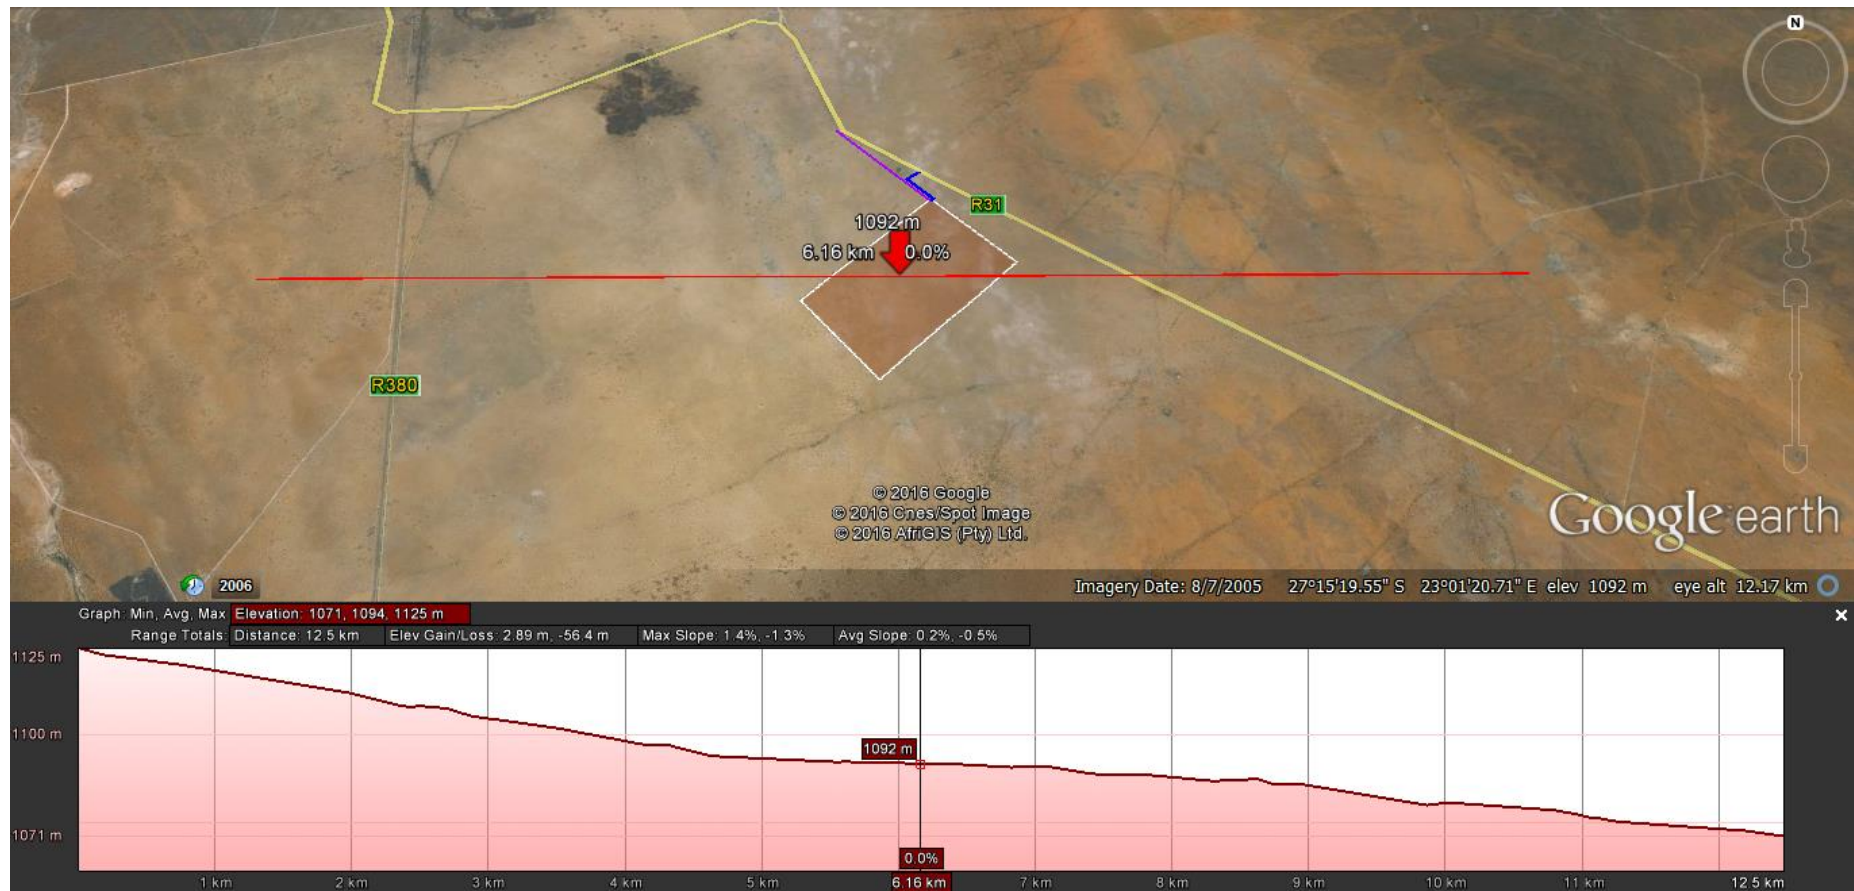 N
R31
1092 m
6.16 km 0.0%
R380
© 2016 Google
© 2016 Cnes/Spot Image
© 2016 AfriGIS (Pty) Ltd.
Google earth
2006
Imagery Date: 8/7/2005 27°15'19.55" S 23°01'20.71" E elev 1092 m eye alt 12.17 km
Graph: Min, Avg, Max Elevation: 1071, 1094, 1125 m
Range Totals: Distance: 12.5 km Elev Gain/Loss: 2.89 m, -56.4 m Max Slope: 1.4%, -1.3% Avg Slope: 0.2%, -0.5%
1125 m
1100 m
1092 m
1071 m
0.0%
1 km 2 km 3 km 4 km 5 km 6.16 km 7 km 8 km 9 km 10 km 11 km 12.5 km